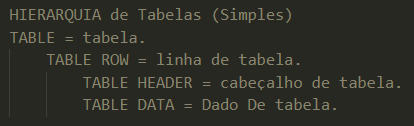 HIERARQUIA de Tabelas (Simples)
TABLE = tabela.
TABLE ROW = linha de tabela.
TABLE HEADER = cabeçalho de tabela.
TABLE DATA = Dado De tabela.